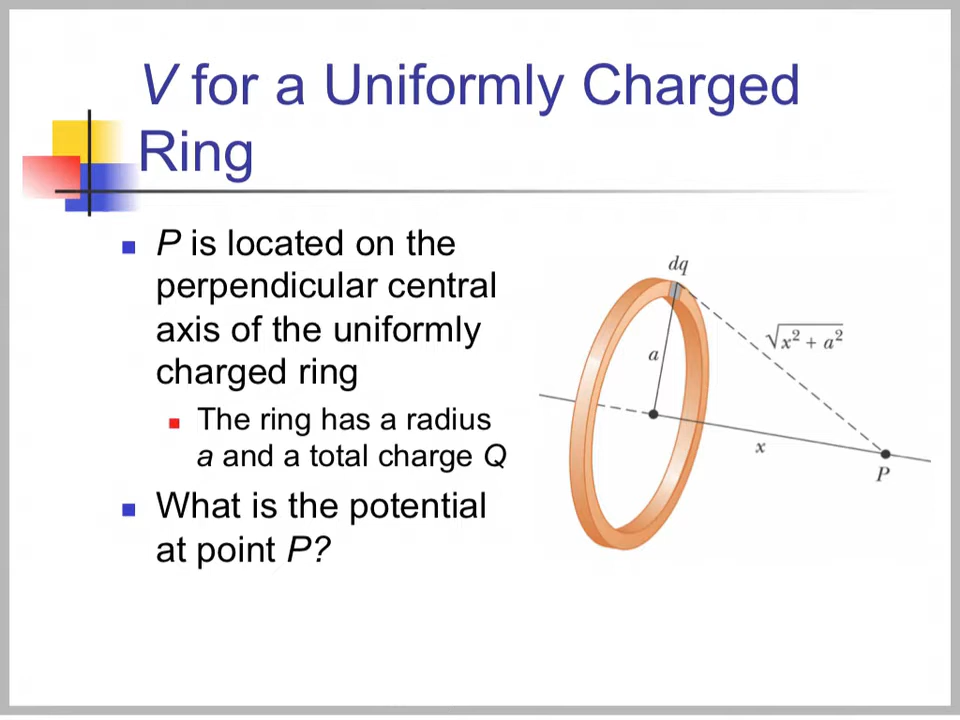 V for a Uniformly Charged
Ring
P is located on the
perpendicular central
axis of the uniformly
charged ring
The ring has a radius
a and a total charge Q
What is the potential
at point P?
dq
√x² + a²
a
x
P